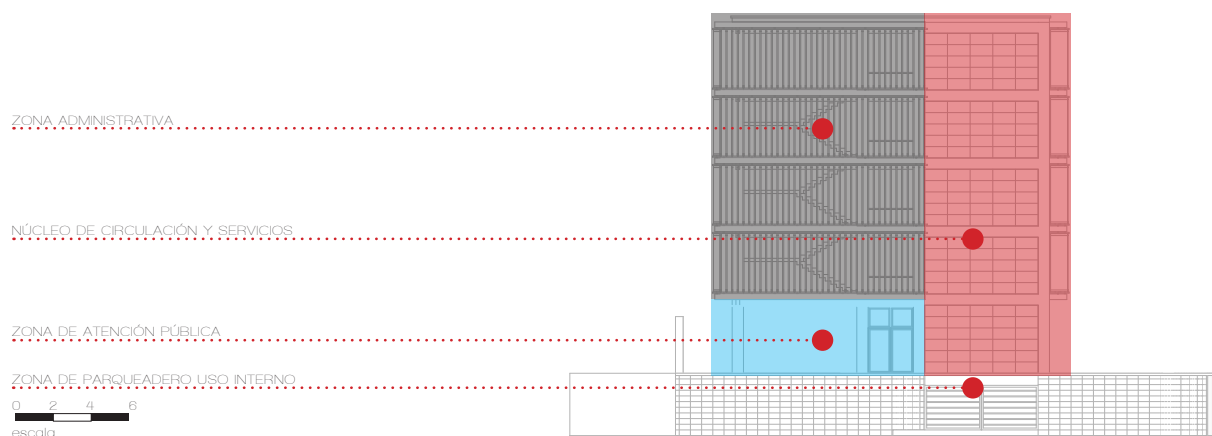 ZONA ADMINISTRATIVA
NÚCLEO DE CIRCULACIÓN Y SERVICIOS
ZONA DE ATENCIÓN PÚBLICA
ZONA DE PARQUEADERO USO INTERNO
0 2 4 6
escala